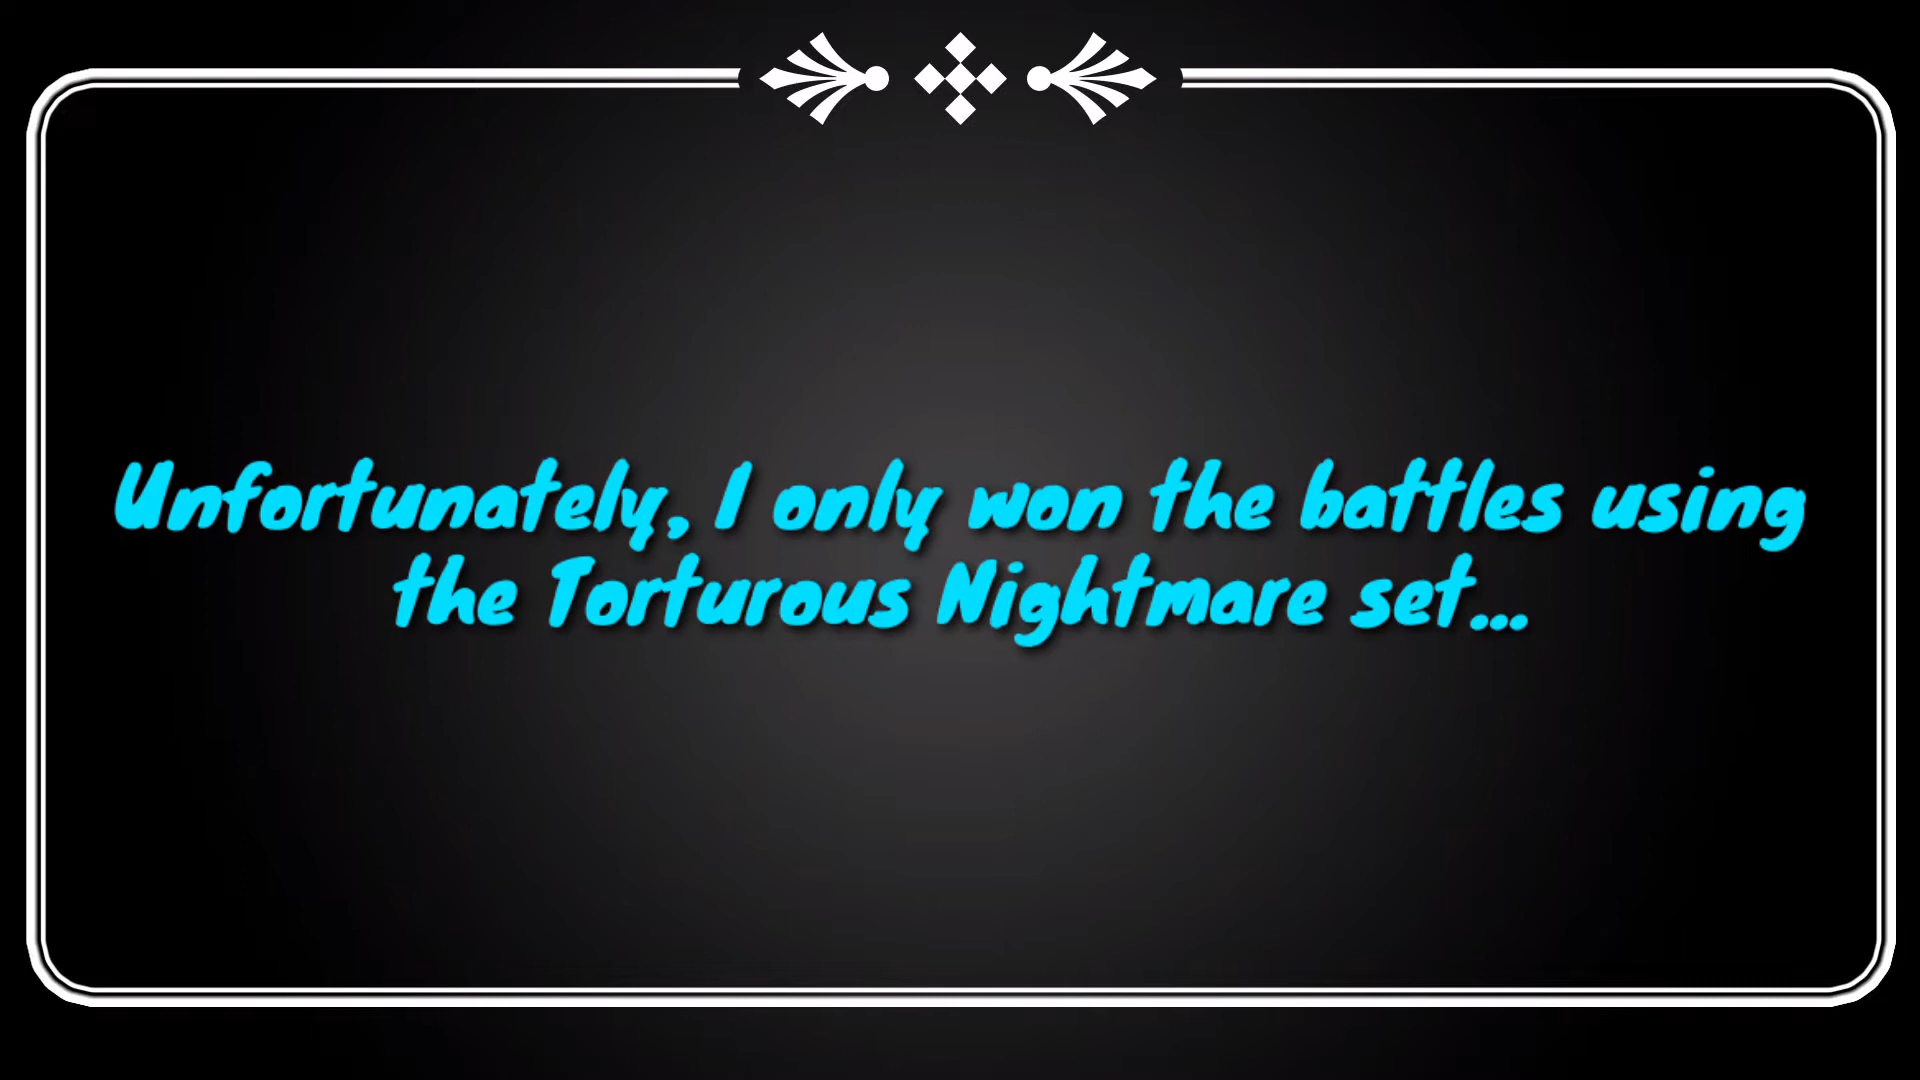 Unfortunately, I only won the battles using
the Torturous Nightmare set...